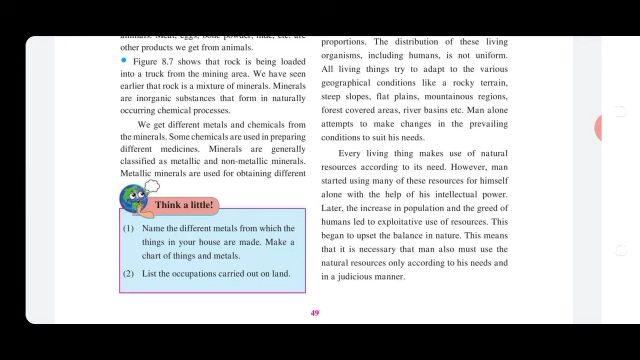 animals. Meat, eggs, bone powder, hide, etc. are
other products we get from animals.
Figure 8.7 shows that rock is being loaded
into a truck from the mining area. We have seen
earlier that rock is a mixture of minerals. Minerals
are inorganic substances that form in naturally
occurring chemical processes.
We get different metals and chemicals from
the minerals. Some chemicals are used in preparing
different medicines. Minerals are generally
classified as metallic and non-metallic minerals.
Metallic minerals are used for obtaining different
Think a little!
(1) Name the different metals from which the
things in your house are made. Make a
chart of things and metals.
(2) List the occupations carried out on land.
proportions. The distribution of these living
organisms, including humans, is not uniform.
All living things try to adapt to the various
geographical conditions like a rocky terrain,
steep slopes, flat plains, mountainous regions,
forest covered areas, river basins etc. Man alone
attempts to make changes in the prevailing
conditions to suit his needs.
Every living thing makes use of natural
resources according to its need. However, man
started using many of these resources for himself
alone with the help of his intellectual power.
Later, the increase in population and the greed of
humans led to exploitative use of resources. This
began to upset the balance in nature. This means
that it is necessary that man also must use the
natural resources only according to his needs and
in a judicious manner.
49